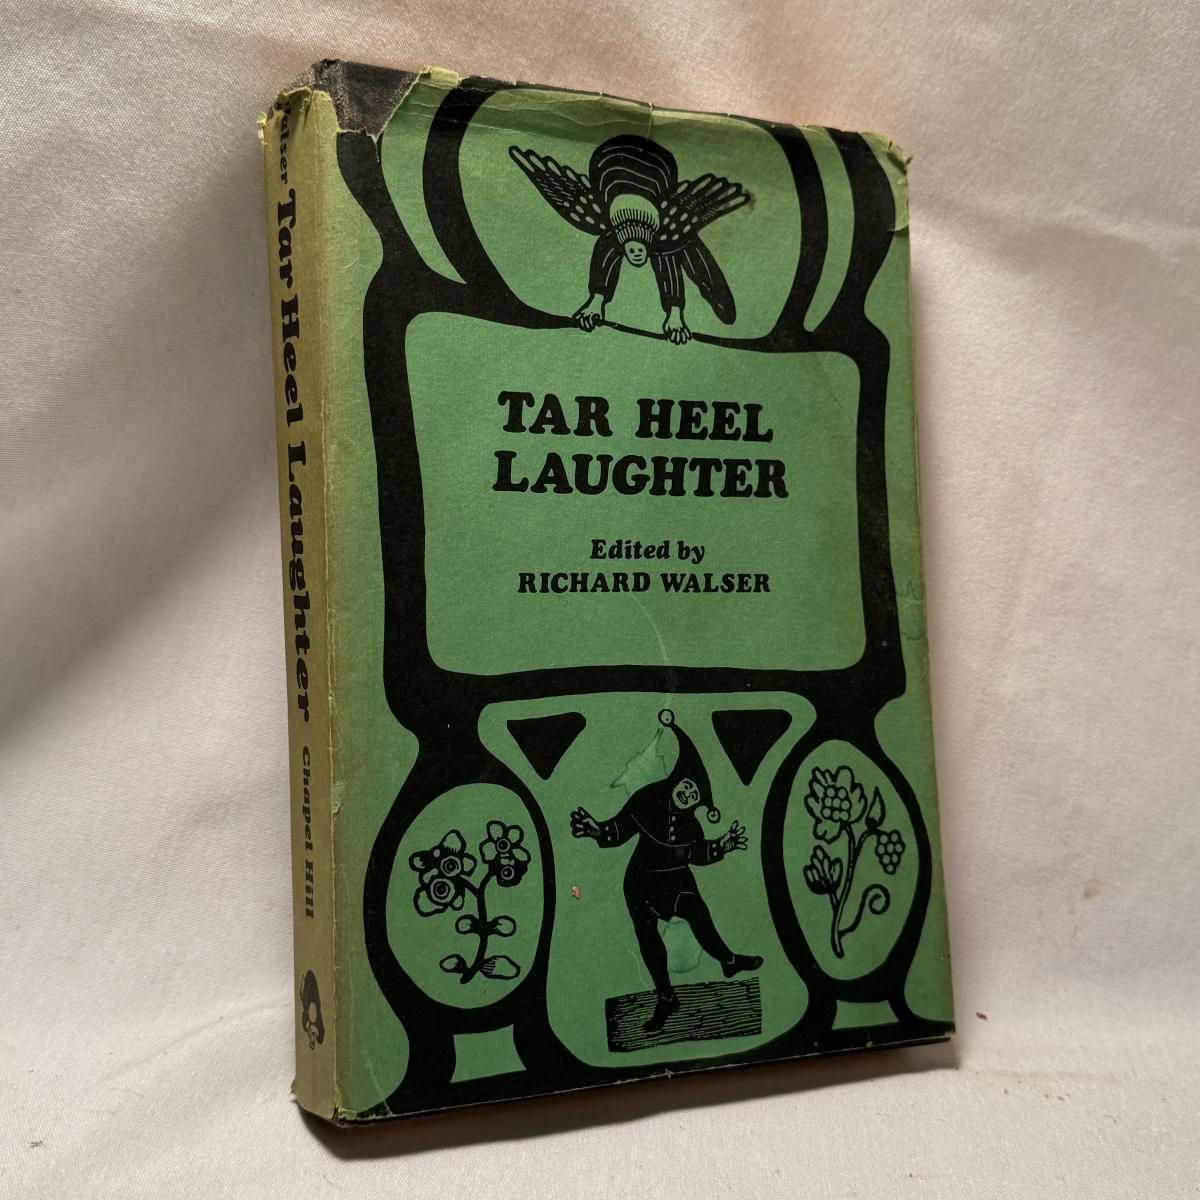 TAR HEEL
LAUGHTER
Edited by
RICHARD WALSER
Walser Tar Heel Laughter Chapel Hill